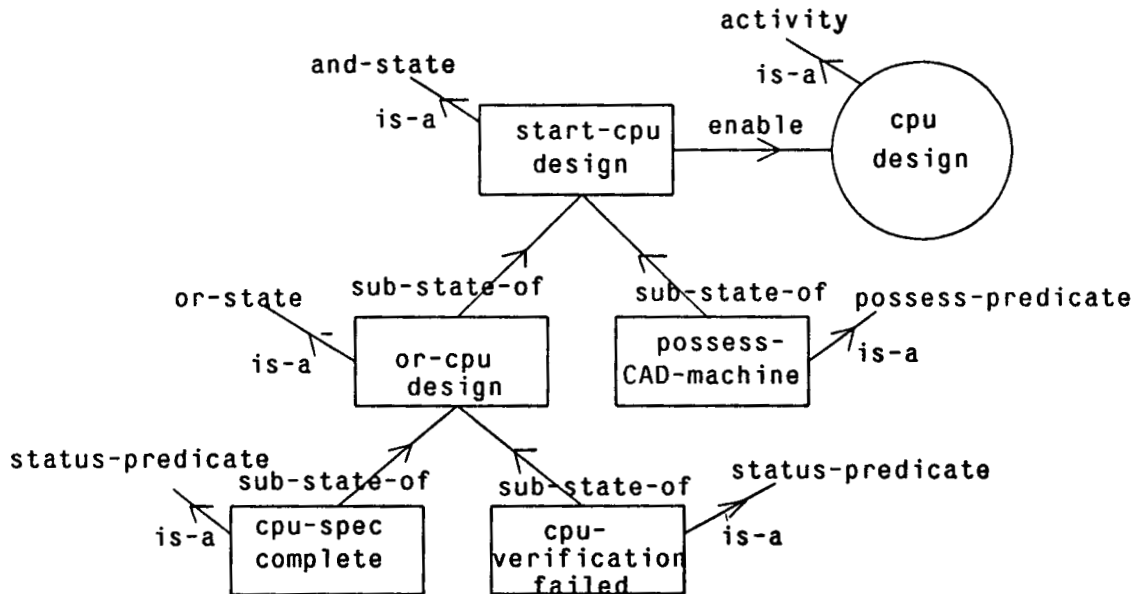 activity
and-state
is-a
is-a
start-cpu
design
enable
cpu
design
sub-state-of
sub-state-of
or-state
possess-predicate
is-a
or-cpu
design
possess-
CAD-machine
is-a
status-predicate
sub-state-of
sub-state-of
status-predicate
is-a
cpu-spec
complete
cpu-
verification
failed
is-a